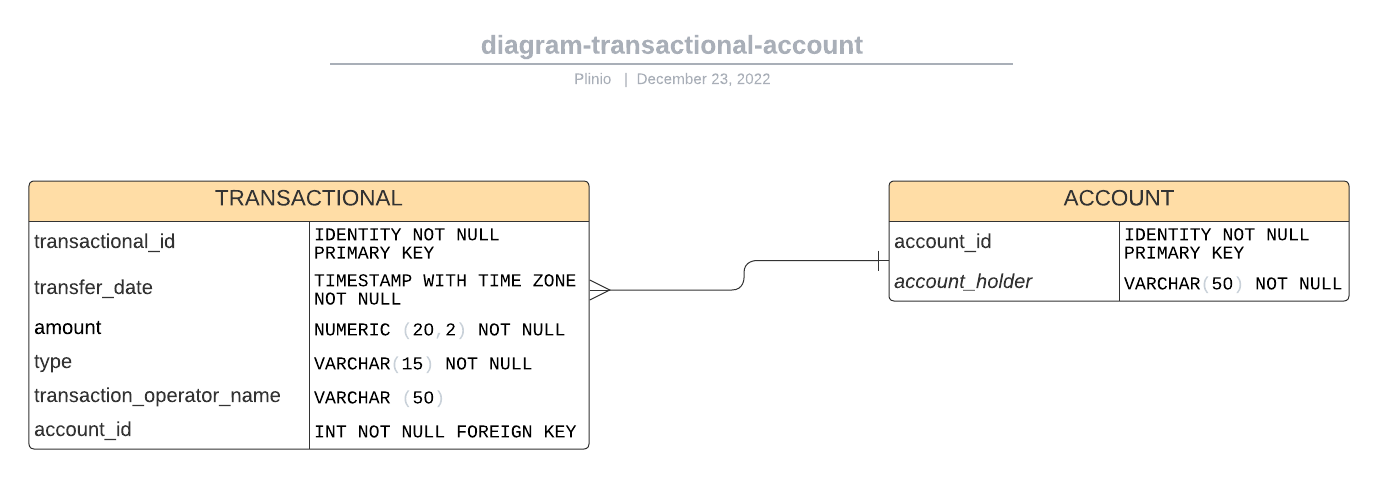 diagram-transactional-account
Plinio | December 23, 2022
TRANSACTIONAL
transactional_id
IDENTITY NOT NULL
PRIMARY KEY
transfer_date
TIMESTAMP WITH TIME ZONE
NOT NULL
amount
NUMERIC (20,2) NOT NULL
type
VARCHAR(15) NOT NULL
transaction_operator_name
VARCHAR (50)
account_id
INT NOT NULL FOREIGN KEY
ACCOUNT
account_id
IDENTITY NOT NULL
PRIMARY KEY
account_holder
VARCHAR(50) NOT NULL